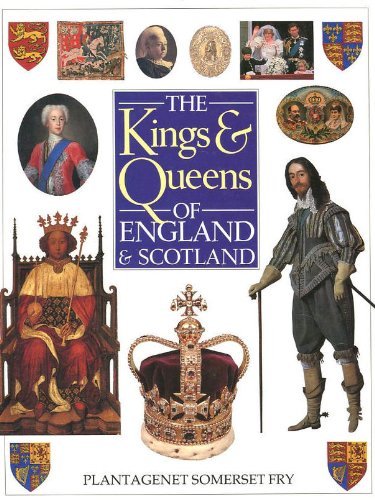 THE
Kings &
Queens
OF
ENGLAND
& SCOTLAND
PLANTAGENET SOMERSET FRY